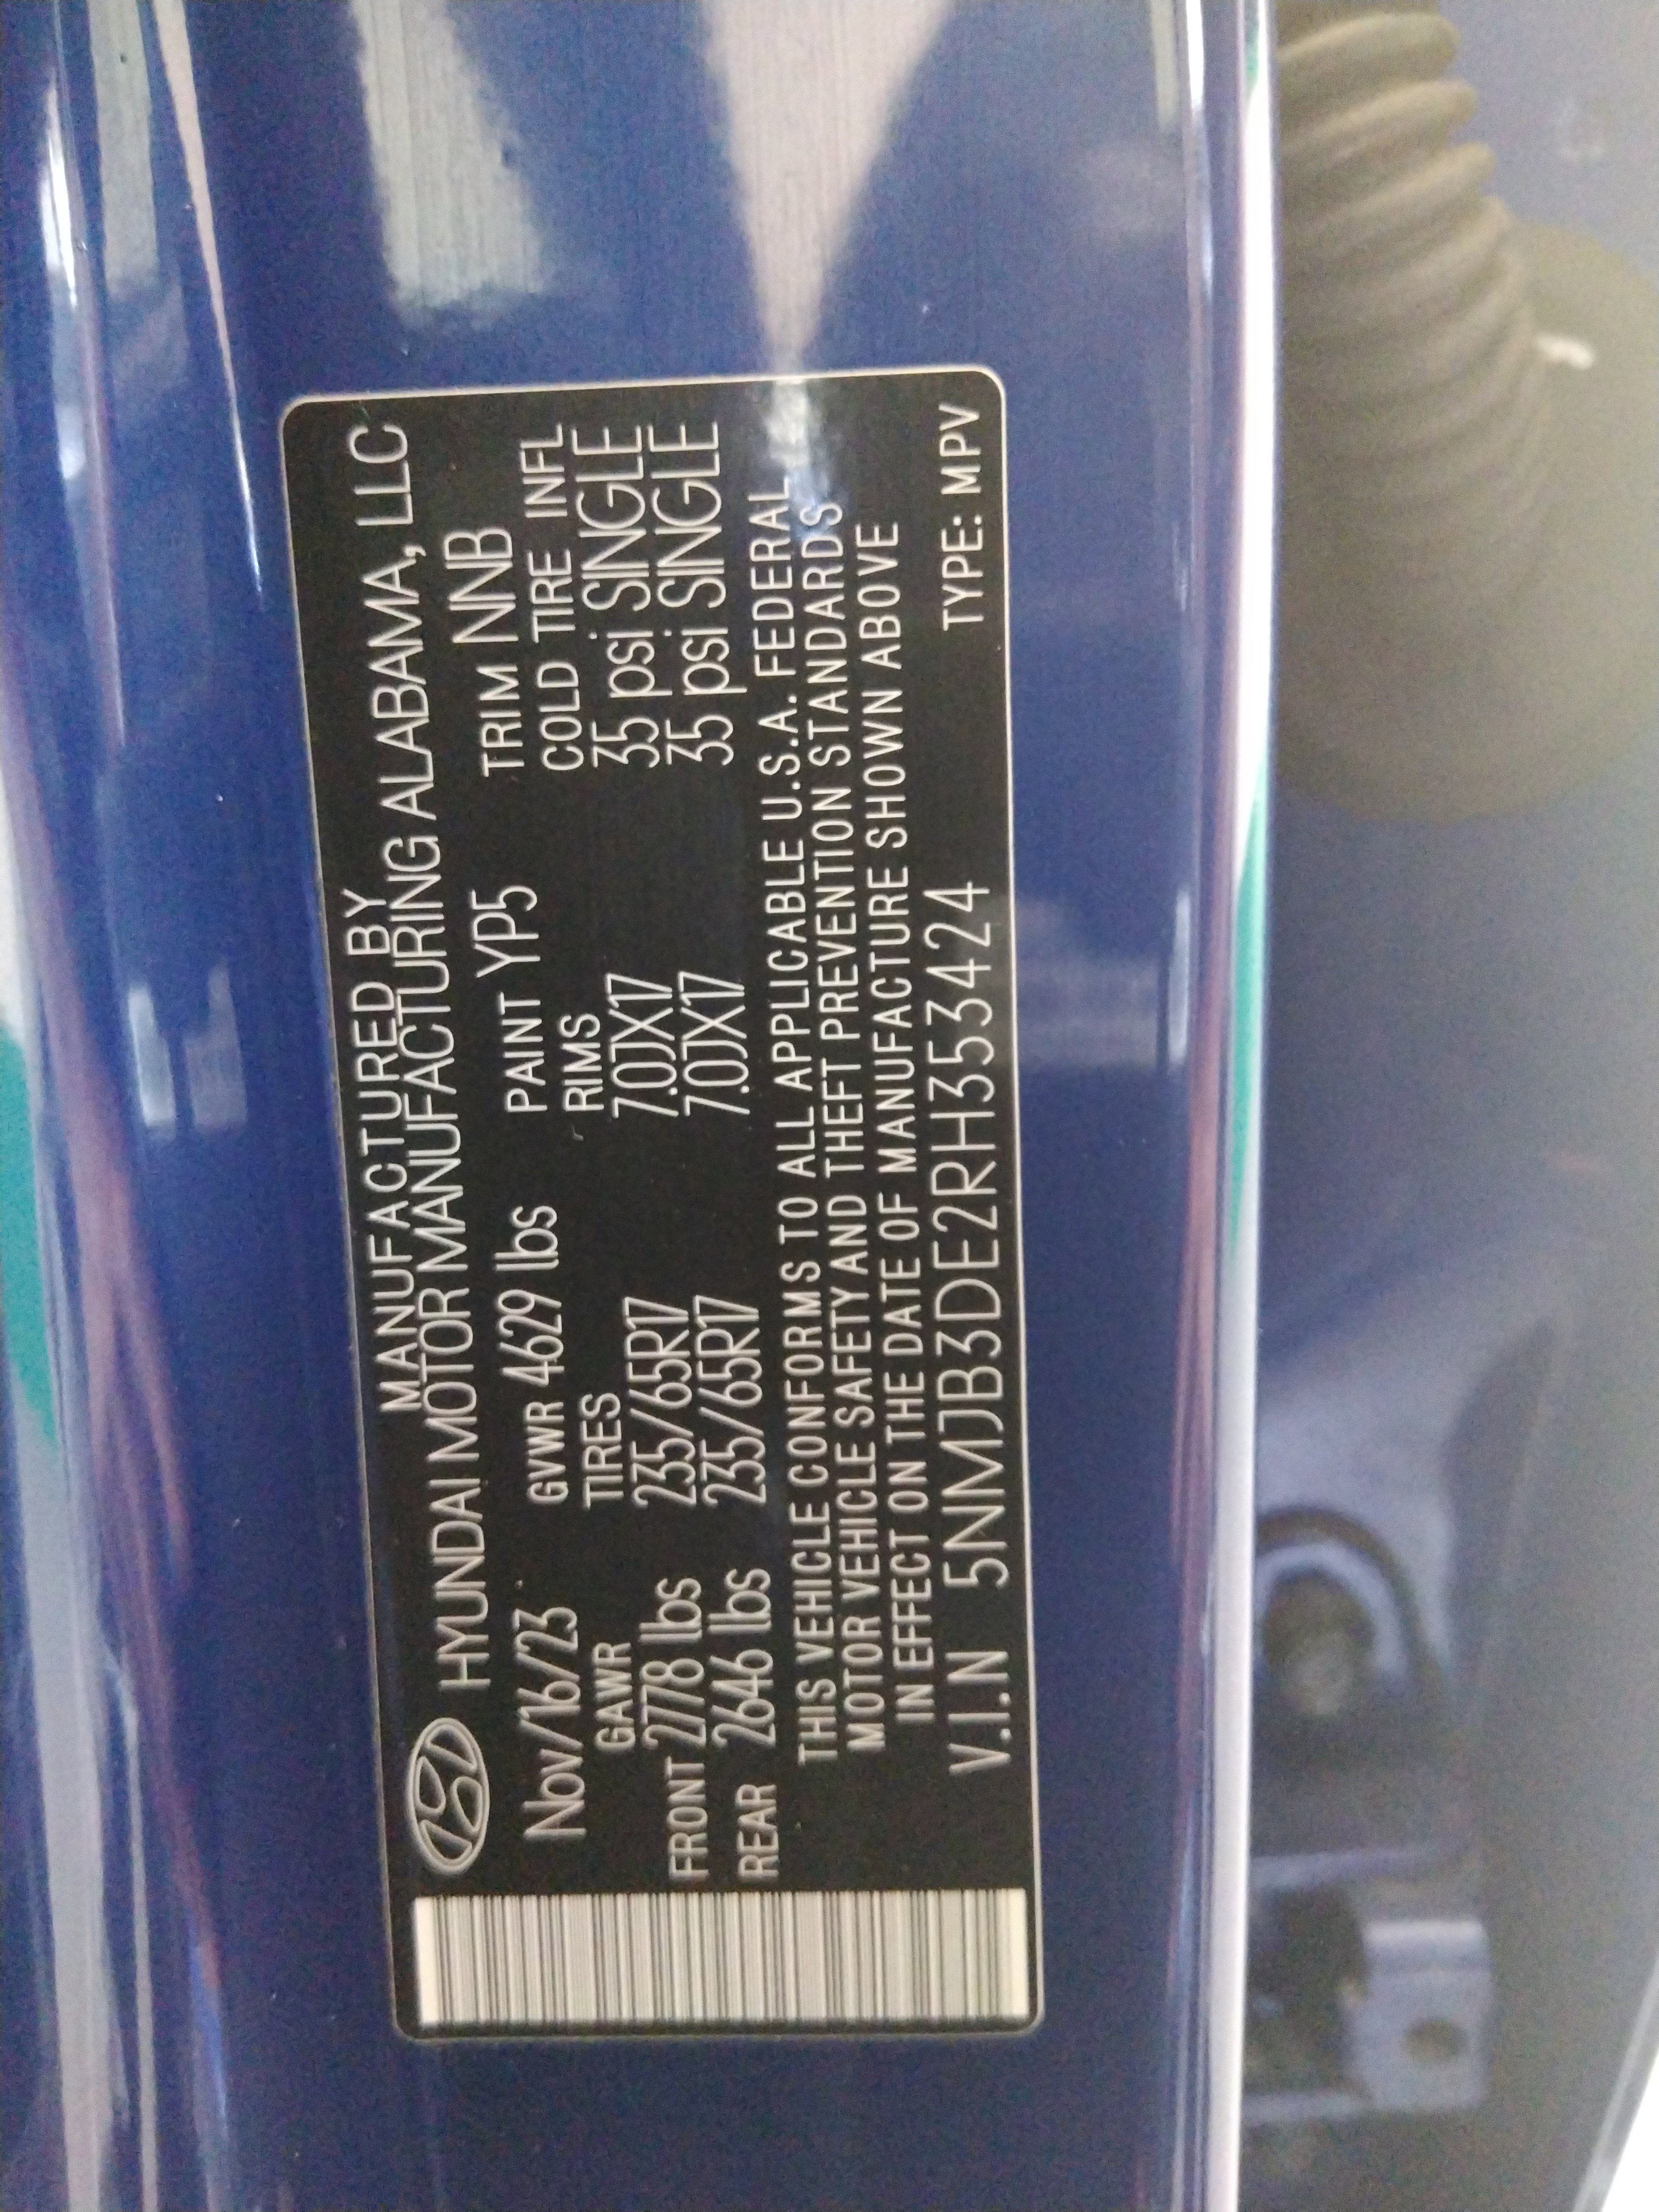 MANUFACTURED BY
HYUNDAI MOTOR MANUFACTURING ALABAMA, LLC
Nov/16/23 GVWR 4629 lbs PAINT YP5 TRIM NNB
GAWR TIRES RIMS COLD TIRE INFL
FRONT 2778 lbs 235/65R17 7.0JX17 35 psi SINGLE
REAR 2646 lbs 235/65R17 7.0JX17 35 psi SINGLE
THIS VEHICLE CONFORMS TO ALL APPLICABLE U.S.A. FEDERAL
MOTOR VEHICLE SAFETY AND THEFT PREVENTION STANDARDS
IN EFFECT ON THE DATE OF MANUFACTURE SHOWN ABOVE
V.I.N 5NMJB3DE2RH353424 TYPE: MPV